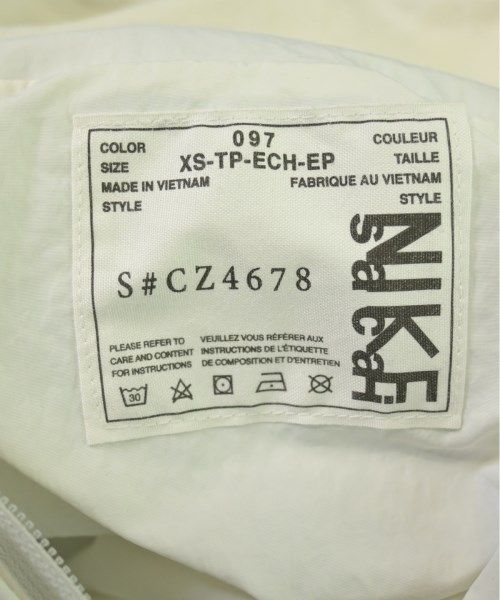 COLOR 097 COULEUR
SIZE XS-TP-ECH-EP TAILLE
MADE IN VIETNAM FABRIQUE AU VIETNAM
STYLE STYLE
S#CZ4678
NIKE
sacai
PLEASE REFER TO
CARE AND CONTENT
FOR INSTRUCTIONS
VEUILLEZ VOUS RÉFÉRER AUX
INSTRUCTIONS DE L'ÉTIQUETTE
DE COMPOSITION ET D'ENTRETIEN
30